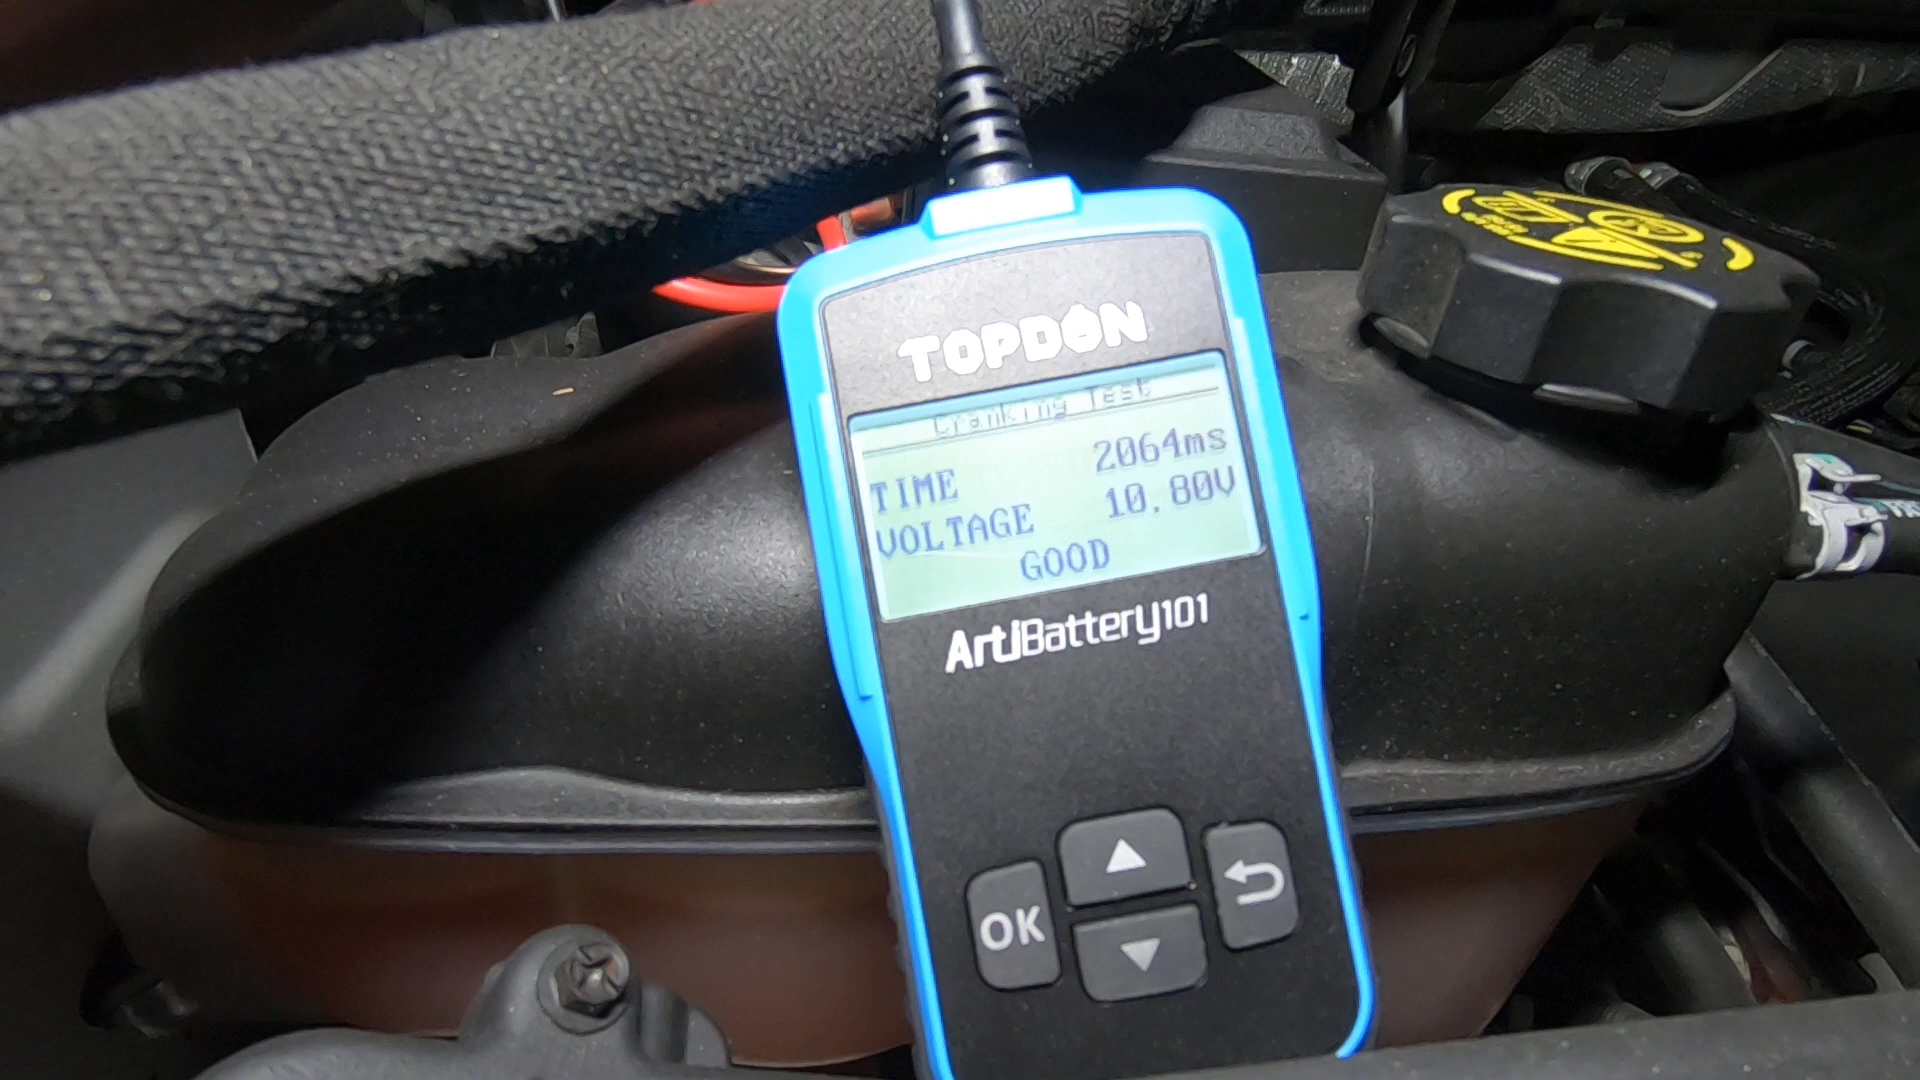 TOPDON
Cranking Test
TIME 2064ms
VOLTAGE 10.80V
GOOD
ArtiBattery101
OK